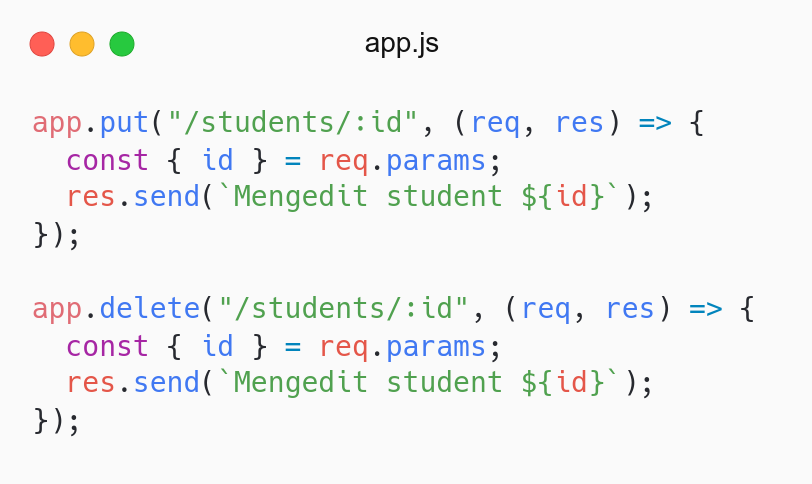 app.js
app.put("/students/:id", (req, res) => {
  const { id } = req.params;
  res.send(`Mengedit student ${id}`);
});

app.delete("/students/:id", (req, res) => {
  const { id } = req.params;
  res.send(`Mengedit student ${id}`);
});